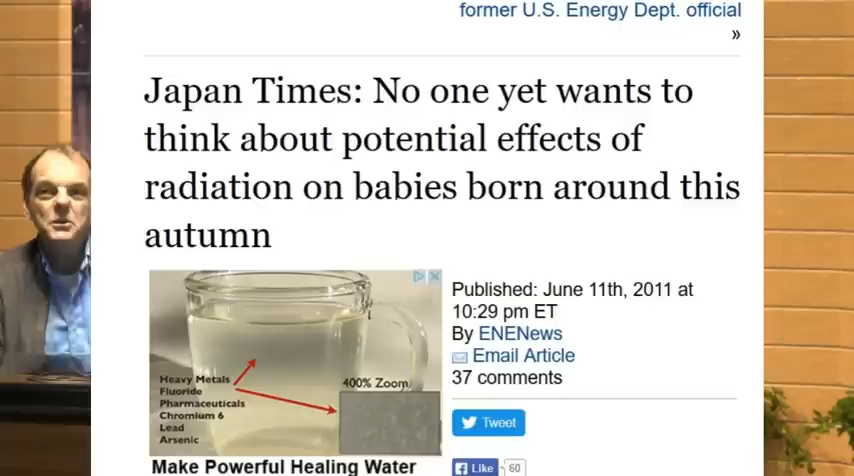 former U.S. Energy Dept. official
»
Japan Times: No one yet wants to
think about potential effects of
radiation on babies born around this
autumn
Heavy Metals
Fluoride
Pharmaceuticals
Chromium 6
Lead
Arsenic
400% Zoom
Make Powerful Healing Water
Published: June 11th, 2011 at
10:29 pm ET
By ENENews
Email Article
37 comments
Tweet
Like 60